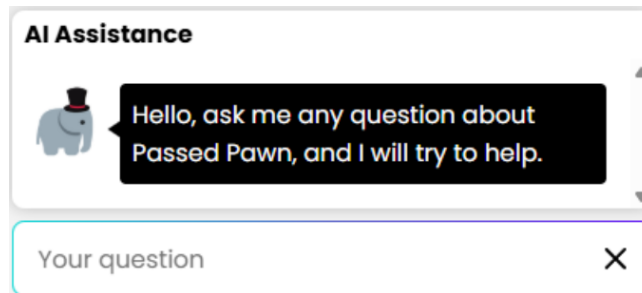 AI Assistance
Hello, ask me any question about
Passed Pawn, and I will try to help.
Your question